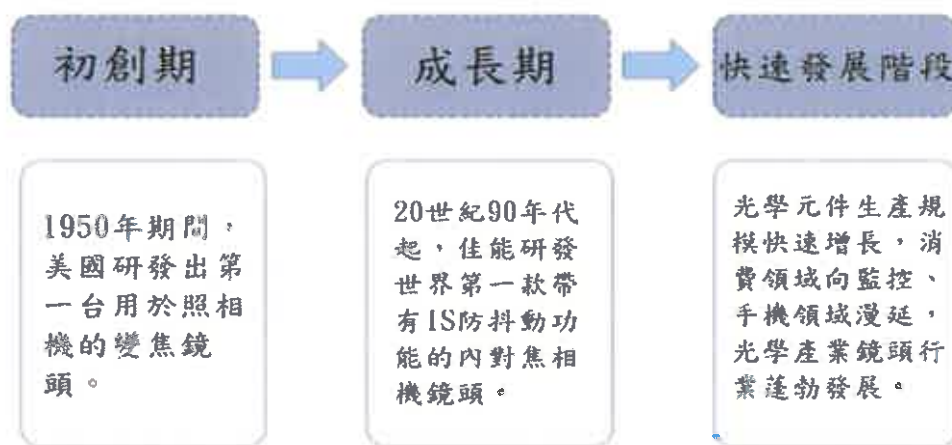 初創期
成長期
快速發展階段
1950年期間，
美國研發出第
一台用於照相
機的變焦鏡
頭。
20世紀90年代
起，佳能研發
世界第一款帶
有IS防抖動功
能的內對焦相
機鏡頭。
光學元件生產規
模快速增長，消
費領域向監控、
手機領域漫延，
光學產業鏡頭行
業蓬勃發展。